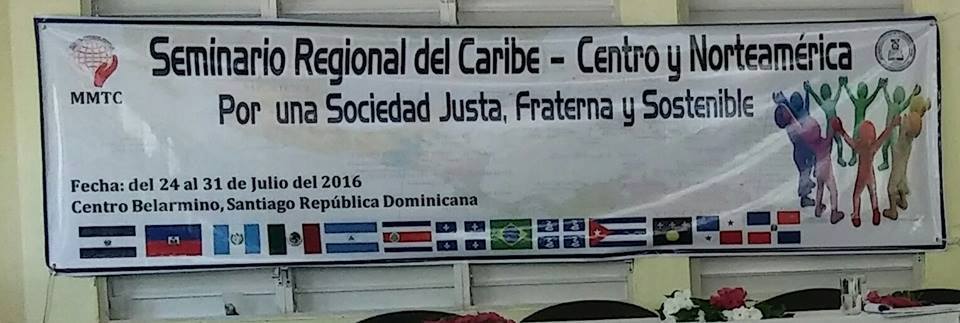 Seminario Regional del Caribe - Centro y Norteamérica
MMTC
Por una Sociedad Justa, Fraterna y Sostenible
Fecha: del 24 al 31 de Julio del 2016
Centro Belarmino, Santiago República Dominicana